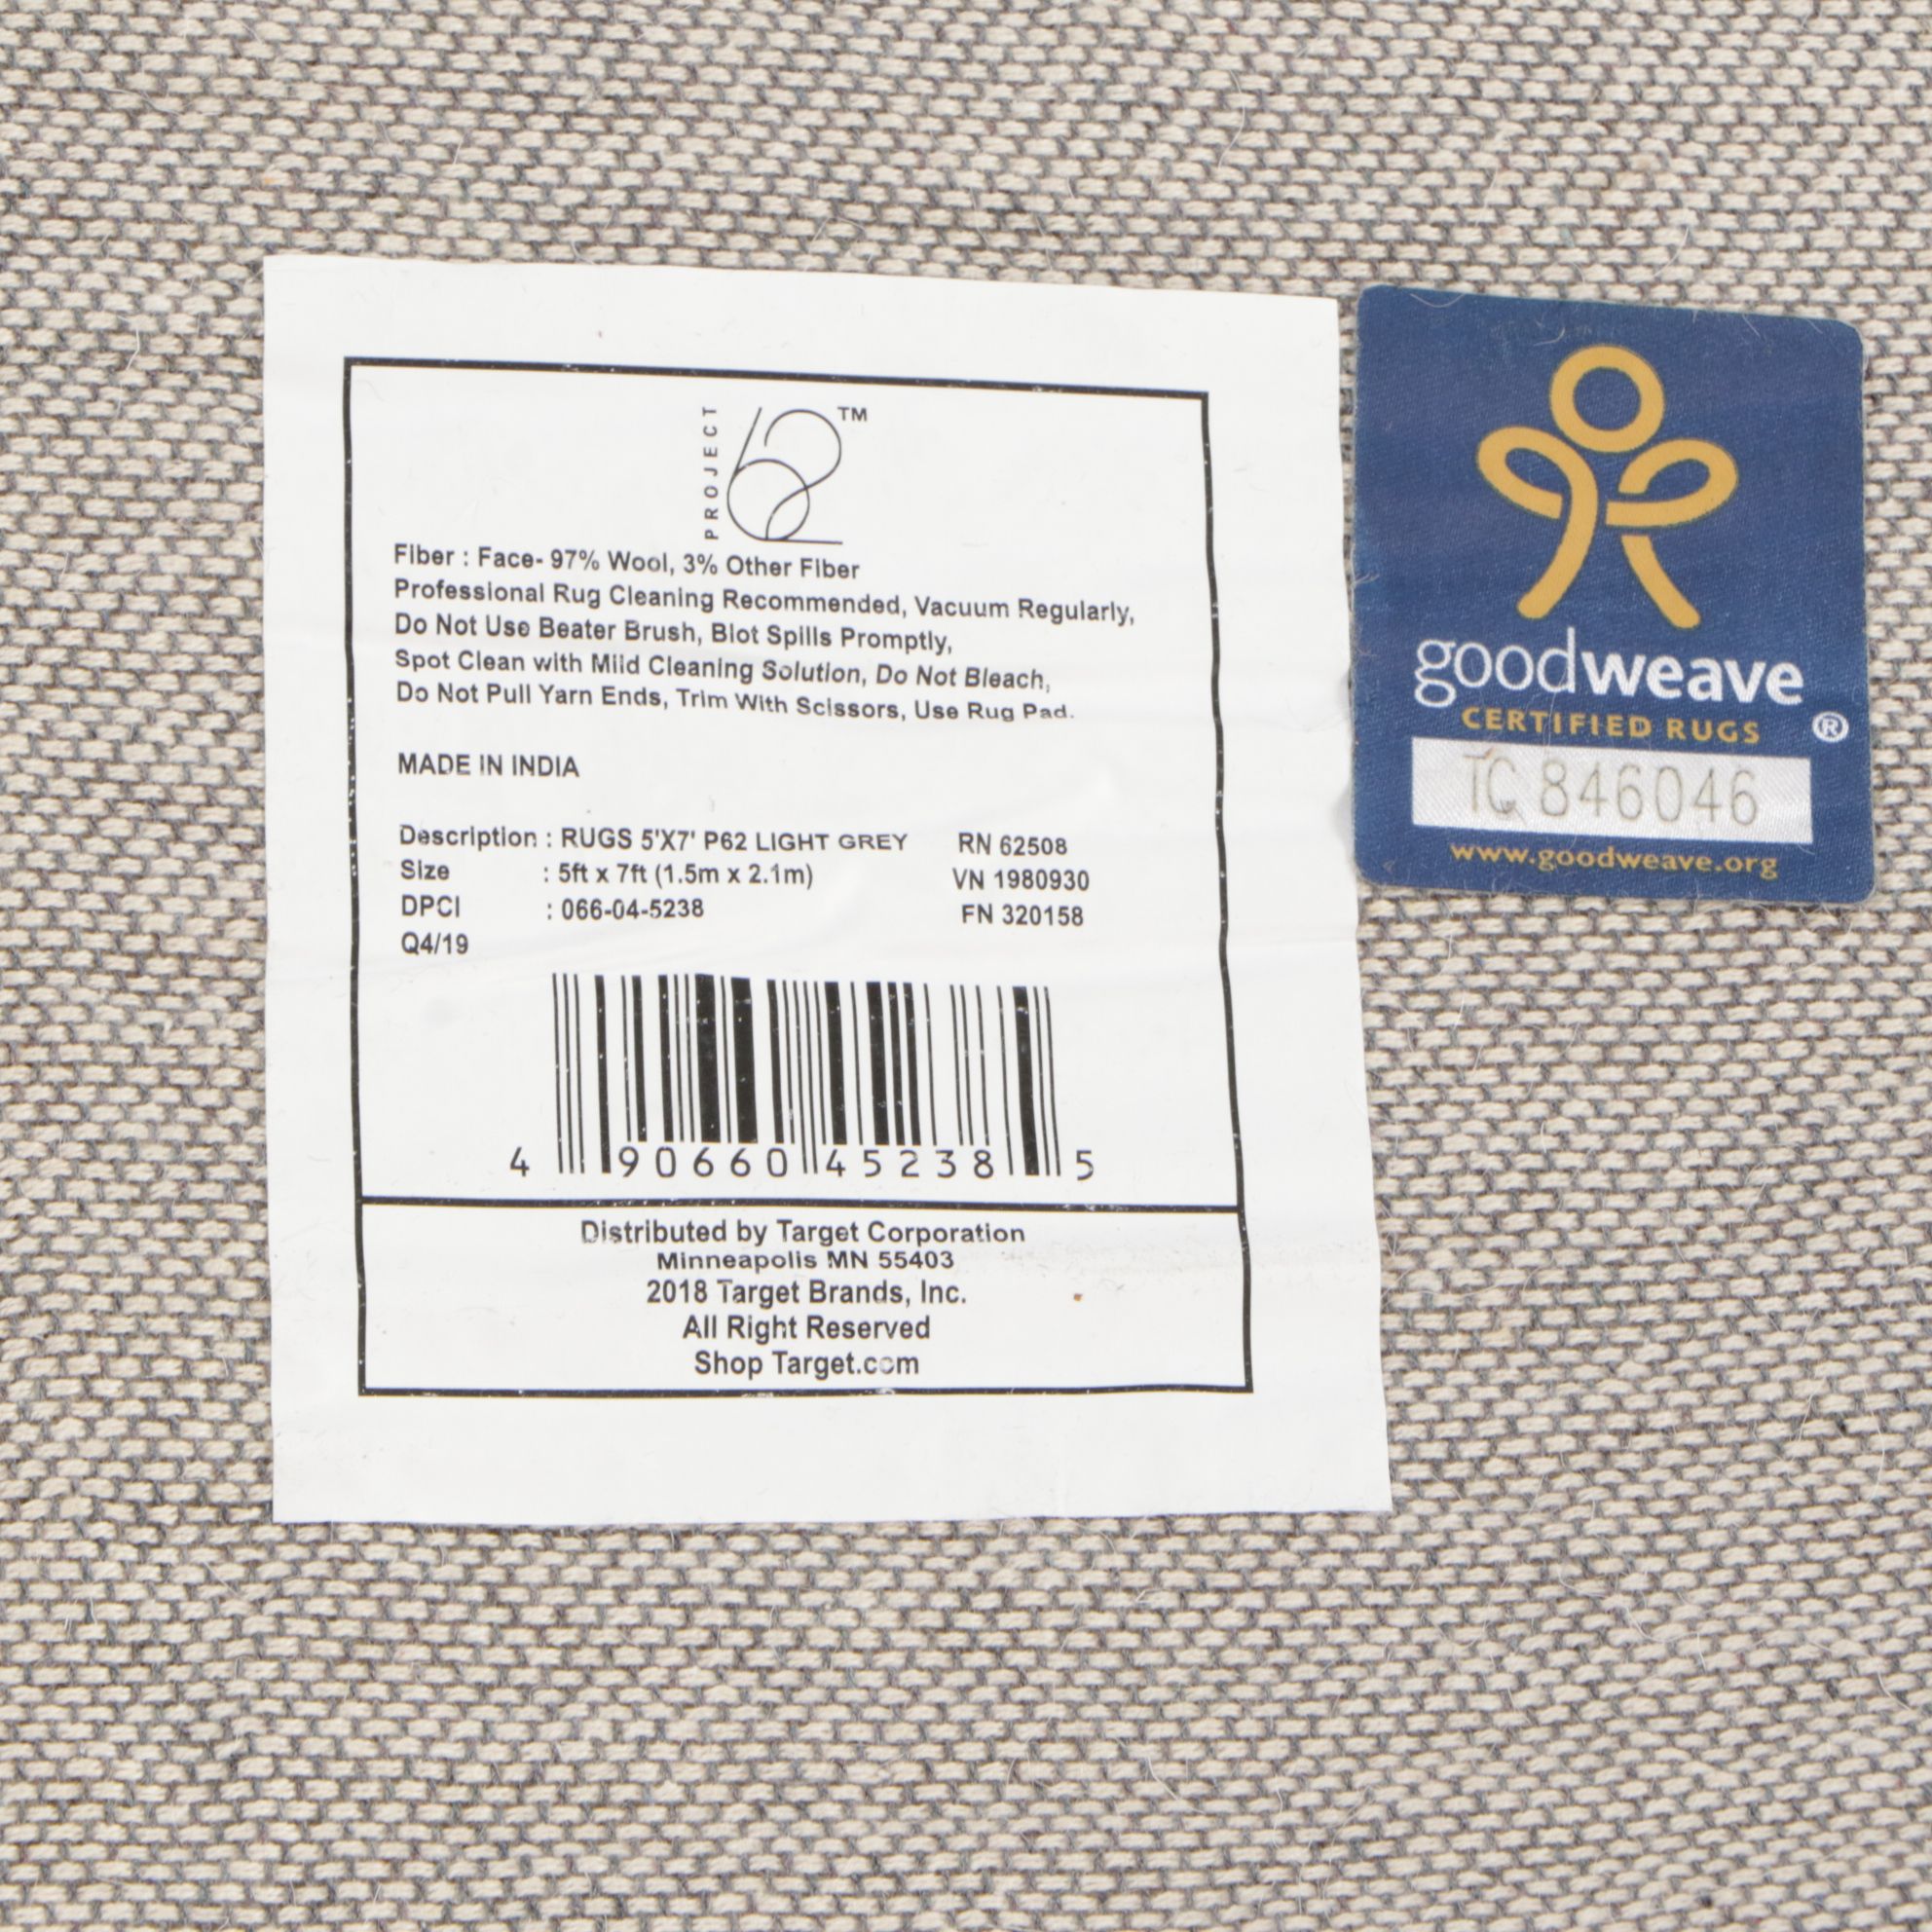 PROJECT 62 TM
Fiber : Face- 97% Wool, 3% Other Fiber
Professional Rug Cleaning Recommended, Vacuum Regularly,
Do Not Use Beater Brush, Blot Spills Promptly,
Spot Clean with Mild Cleaning Solution, Do Not Bleach,
Do Not Pull Yarn Ends, Trim With Scissors, Use Rug Pad.
MADE IN INDIA
Description : RUGS 5'X7' P62 LIGHT GREY RN 62508
Size : 5ft x 7ft (1.5m x 2.1m) VN 1980930
DPCI : 066-04-5238 FN 320158
Q4/19
4 90660 45238 5
Distributed by Target Corporation
Minneapolis MN 55403
2018 Target Brands, Inc.
All Right Reserved
Shop Target.com
goodweave
CERTIFIED RUGS ®
TC 846046
www.goodweave.org